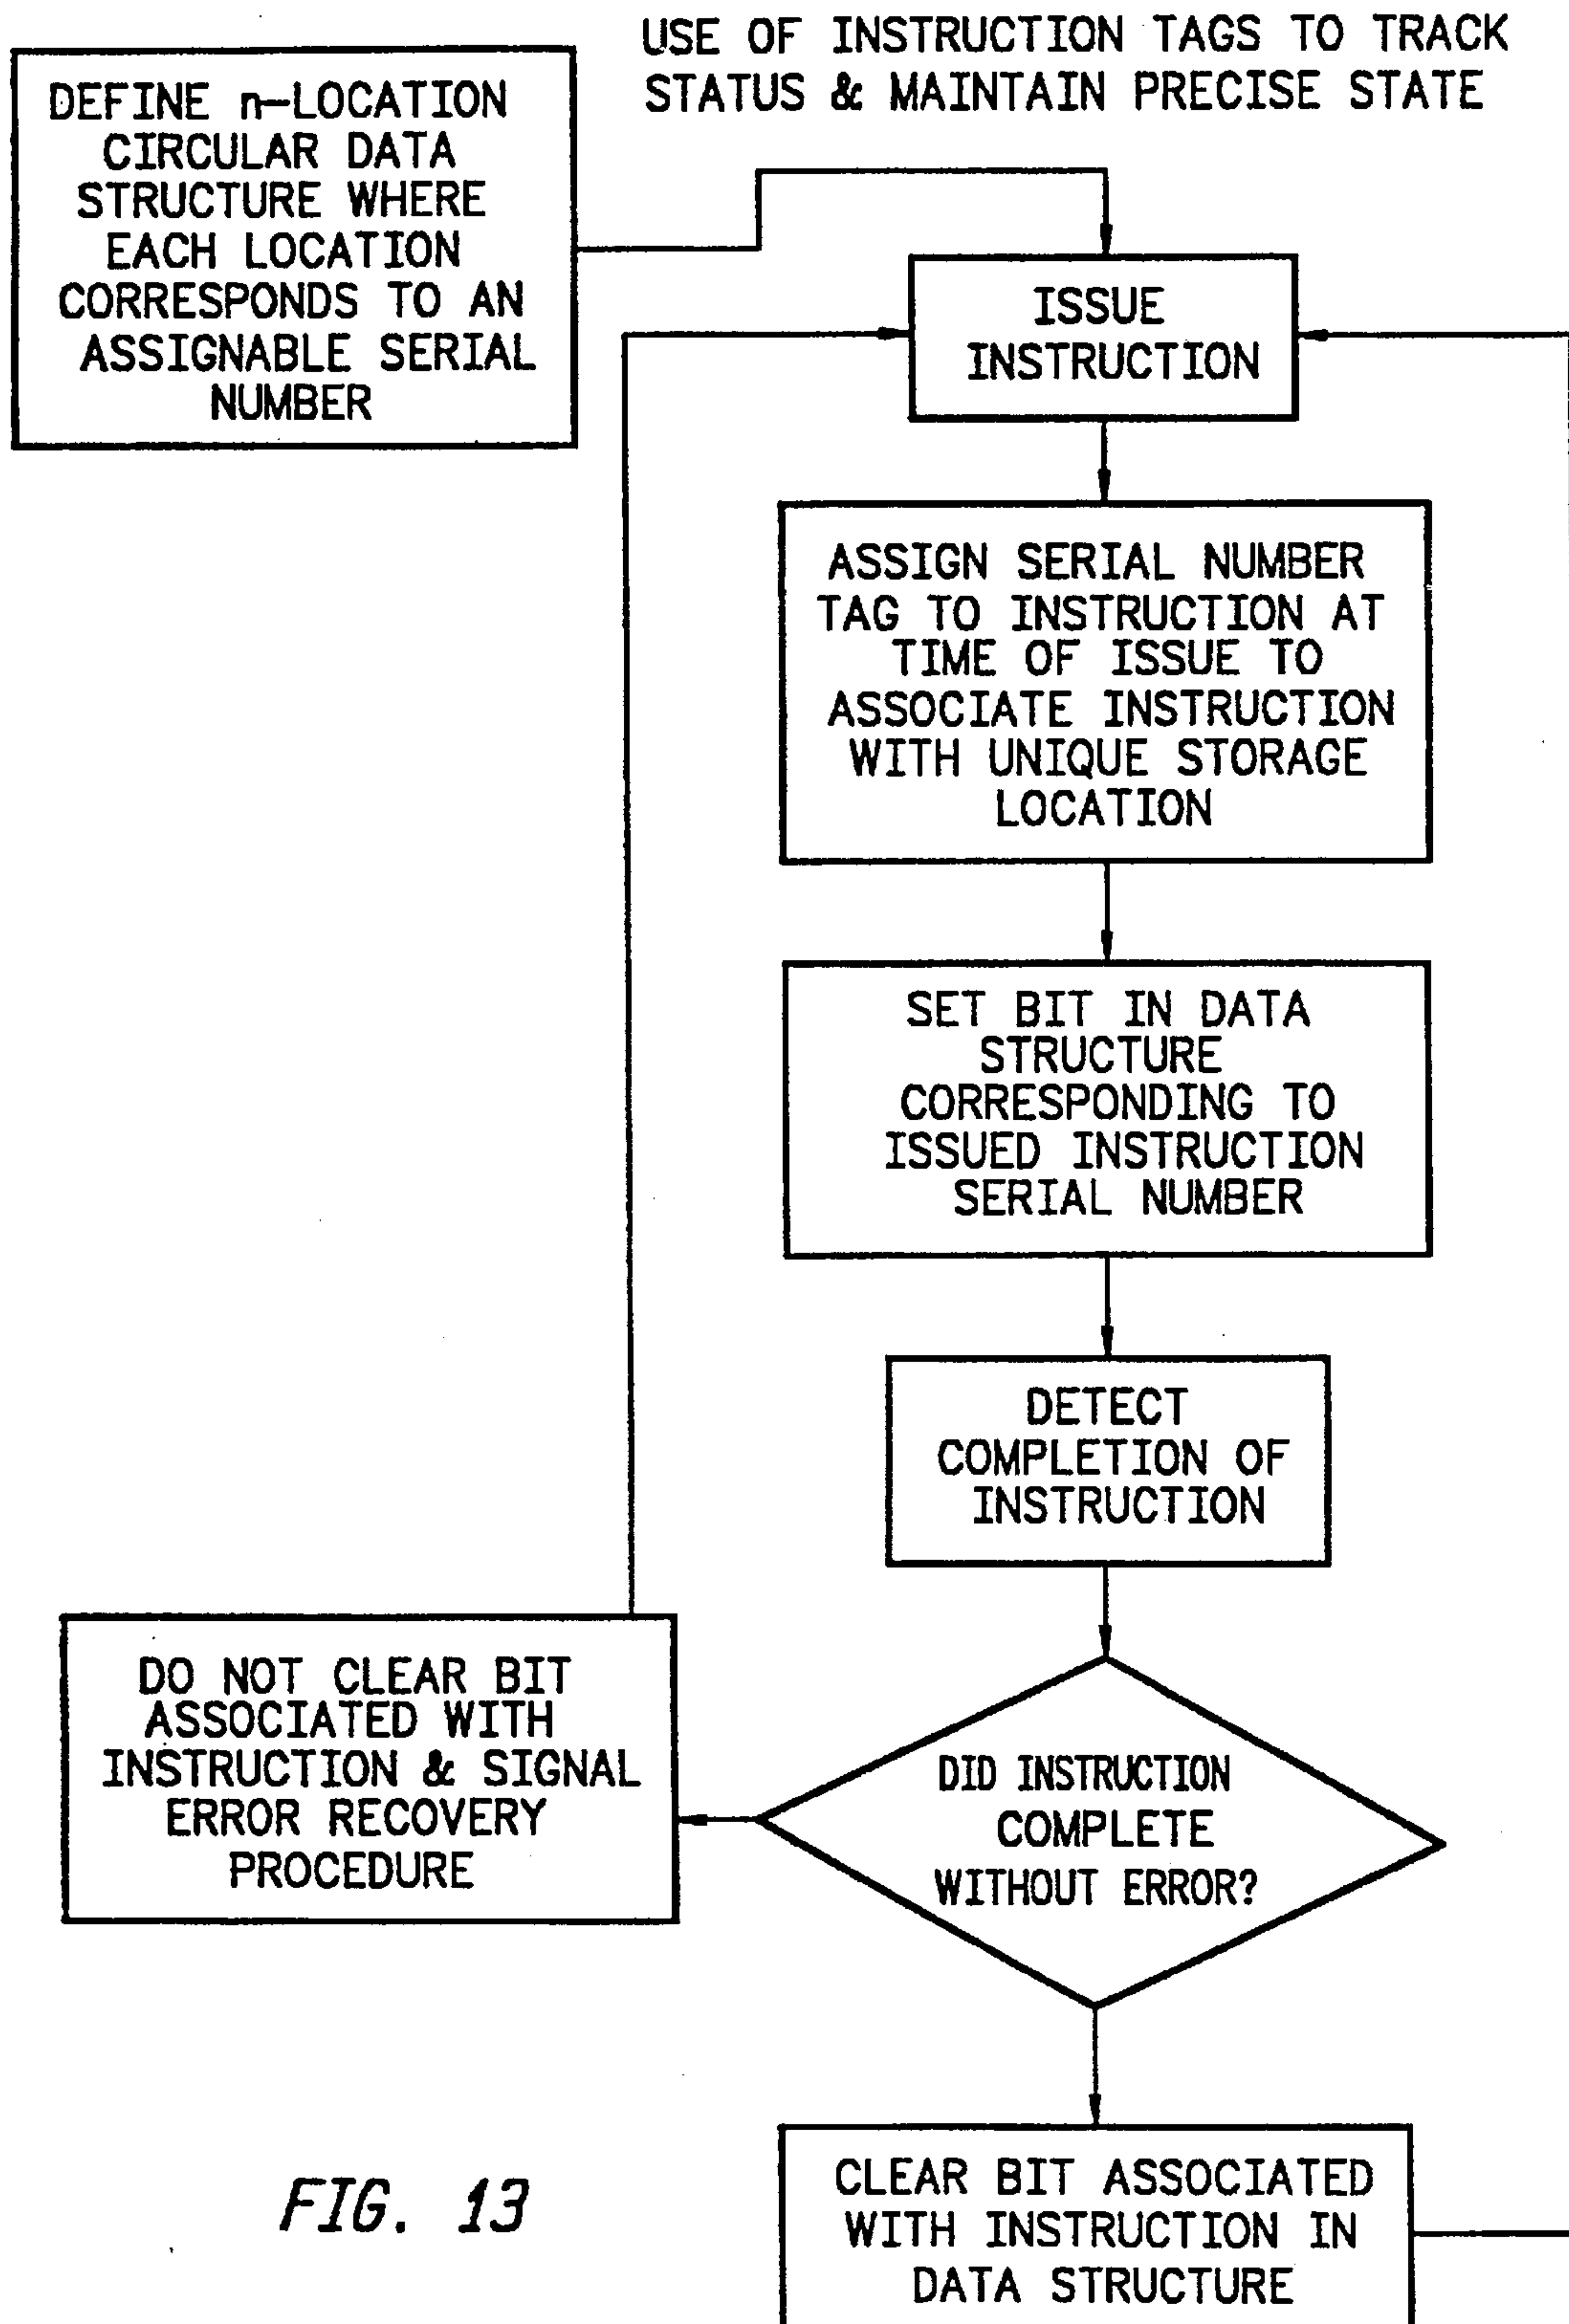 USE OF INSTRUCTION TAGS TO TRACK
STATUS & MAINTAIN PRECISE STATE
DEFINE n-LOCATION
CIRCULAR DATA
STRUCTURE WHERE
EACH LOCATION
CORRESPONDS TO AN
ASSIGNABLE SERIAL
NUMBER
ISSUE
INSTRUCTION
ASSIGN SERIAL NUMBER
TAG TO INSTRUCTION AT
TIME OF ISSUE TO
ASSOCIATE INSTRUCTION
WITH UNIQUE STORAGE
LOCATION
SET BIT IN DATA
STRUCTURE
CORRESPONDING TO
ISSUED INSTRUCTION
SERIAL NUMBER
DETECT
COMPLETION OF
INSTRUCTION
DID INSTRUCTION
COMPLETE
WITHOUT ERROR?
DO NOT CLEAR BIT
ASSOCIATED WITH
INSTRUCTION & SIGNAL
ERROR RECOVERY
PROCEDURE
CLEAR BIT ASSOCIATED
WITH INSTRUCTION IN
DATA STRUCTURE
FIG. 13